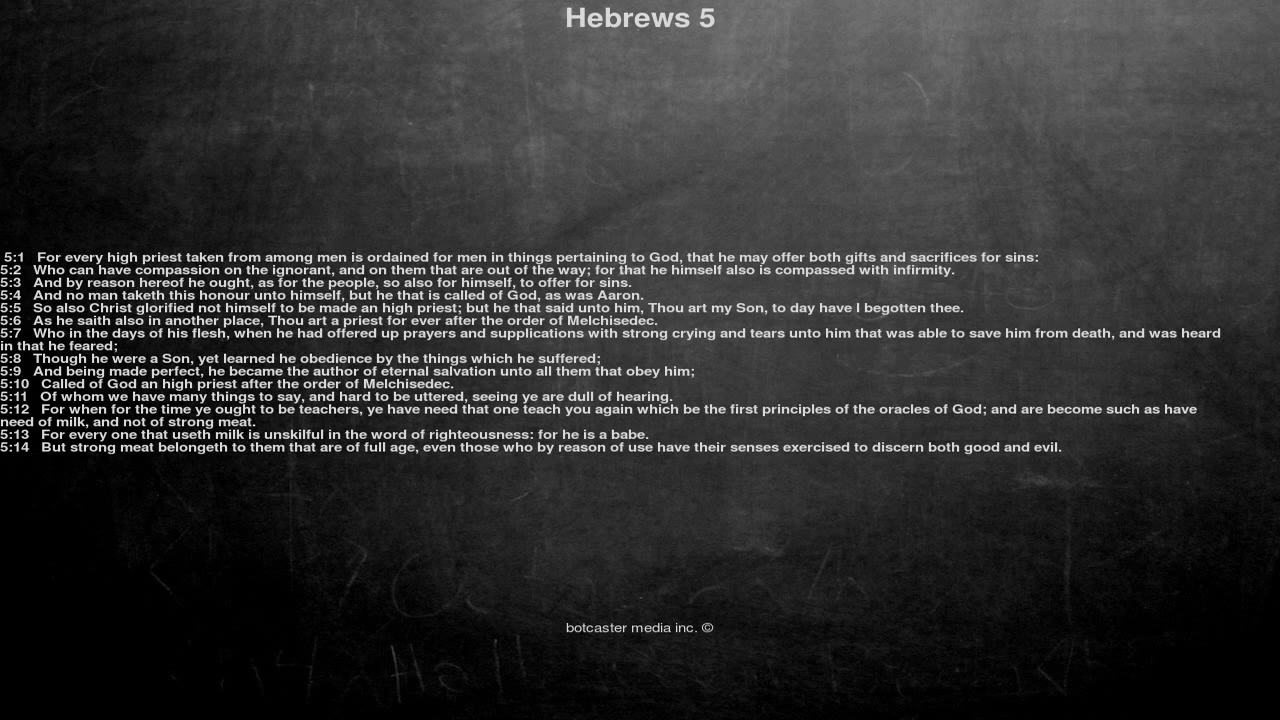 Hebrews 5
5:1 For every high priest taken from among men is ordained for men in things pertaining to God, that he may offer both gifts and sacrifices for sins:
5:2 Who can have compassion on the ignorant, and on them that are out of the way; for that he himself also is compassed with infirmity.
5:3 And by reason hereof he ought, as for the people, so also for himself, to offer for sins.
5:4 And no man taketh this honour unto himself, but he that is called of God, as was Aaron.
5:5 So also Christ glorified not himself to be made an high priest; but he that said unto him, Thou art my Son, to day have I begotten thee.
5:6 As he saith also in another place, Thou art a priest for ever after the order of Melchisedec.
5:7 Who in the days of his flesh, when he had offered up prayers and supplications with strong crying and tears unto him that was able to save him from death, and was heard
in that he feared;
5:8 Though he were a Son, yet learned he obedience by the things which he suffered;
5:9 And being made perfect, he became the author of eternal salvation unto all them that obey him;
5:10 Called of God an high priest after the order of Melchisedec.
5:11 Of whom we have many things to say, and hard to be uttered, seeing ye are dull of hearing.
5:12 For when for the time ye ought to be teachers, ye have need that one teach you again which be the first principles of the oracles of God; and are become such as have
need of milk, and not of strong meat.
5:13 For every one that useth milk is unskilful in the word of righteousness: for he is a babe.
5:14 But strong meat belongeth to them that are of full age, even those who by reason of use have their senses exercised to discern both good and evil.
botcaster media inc. ©